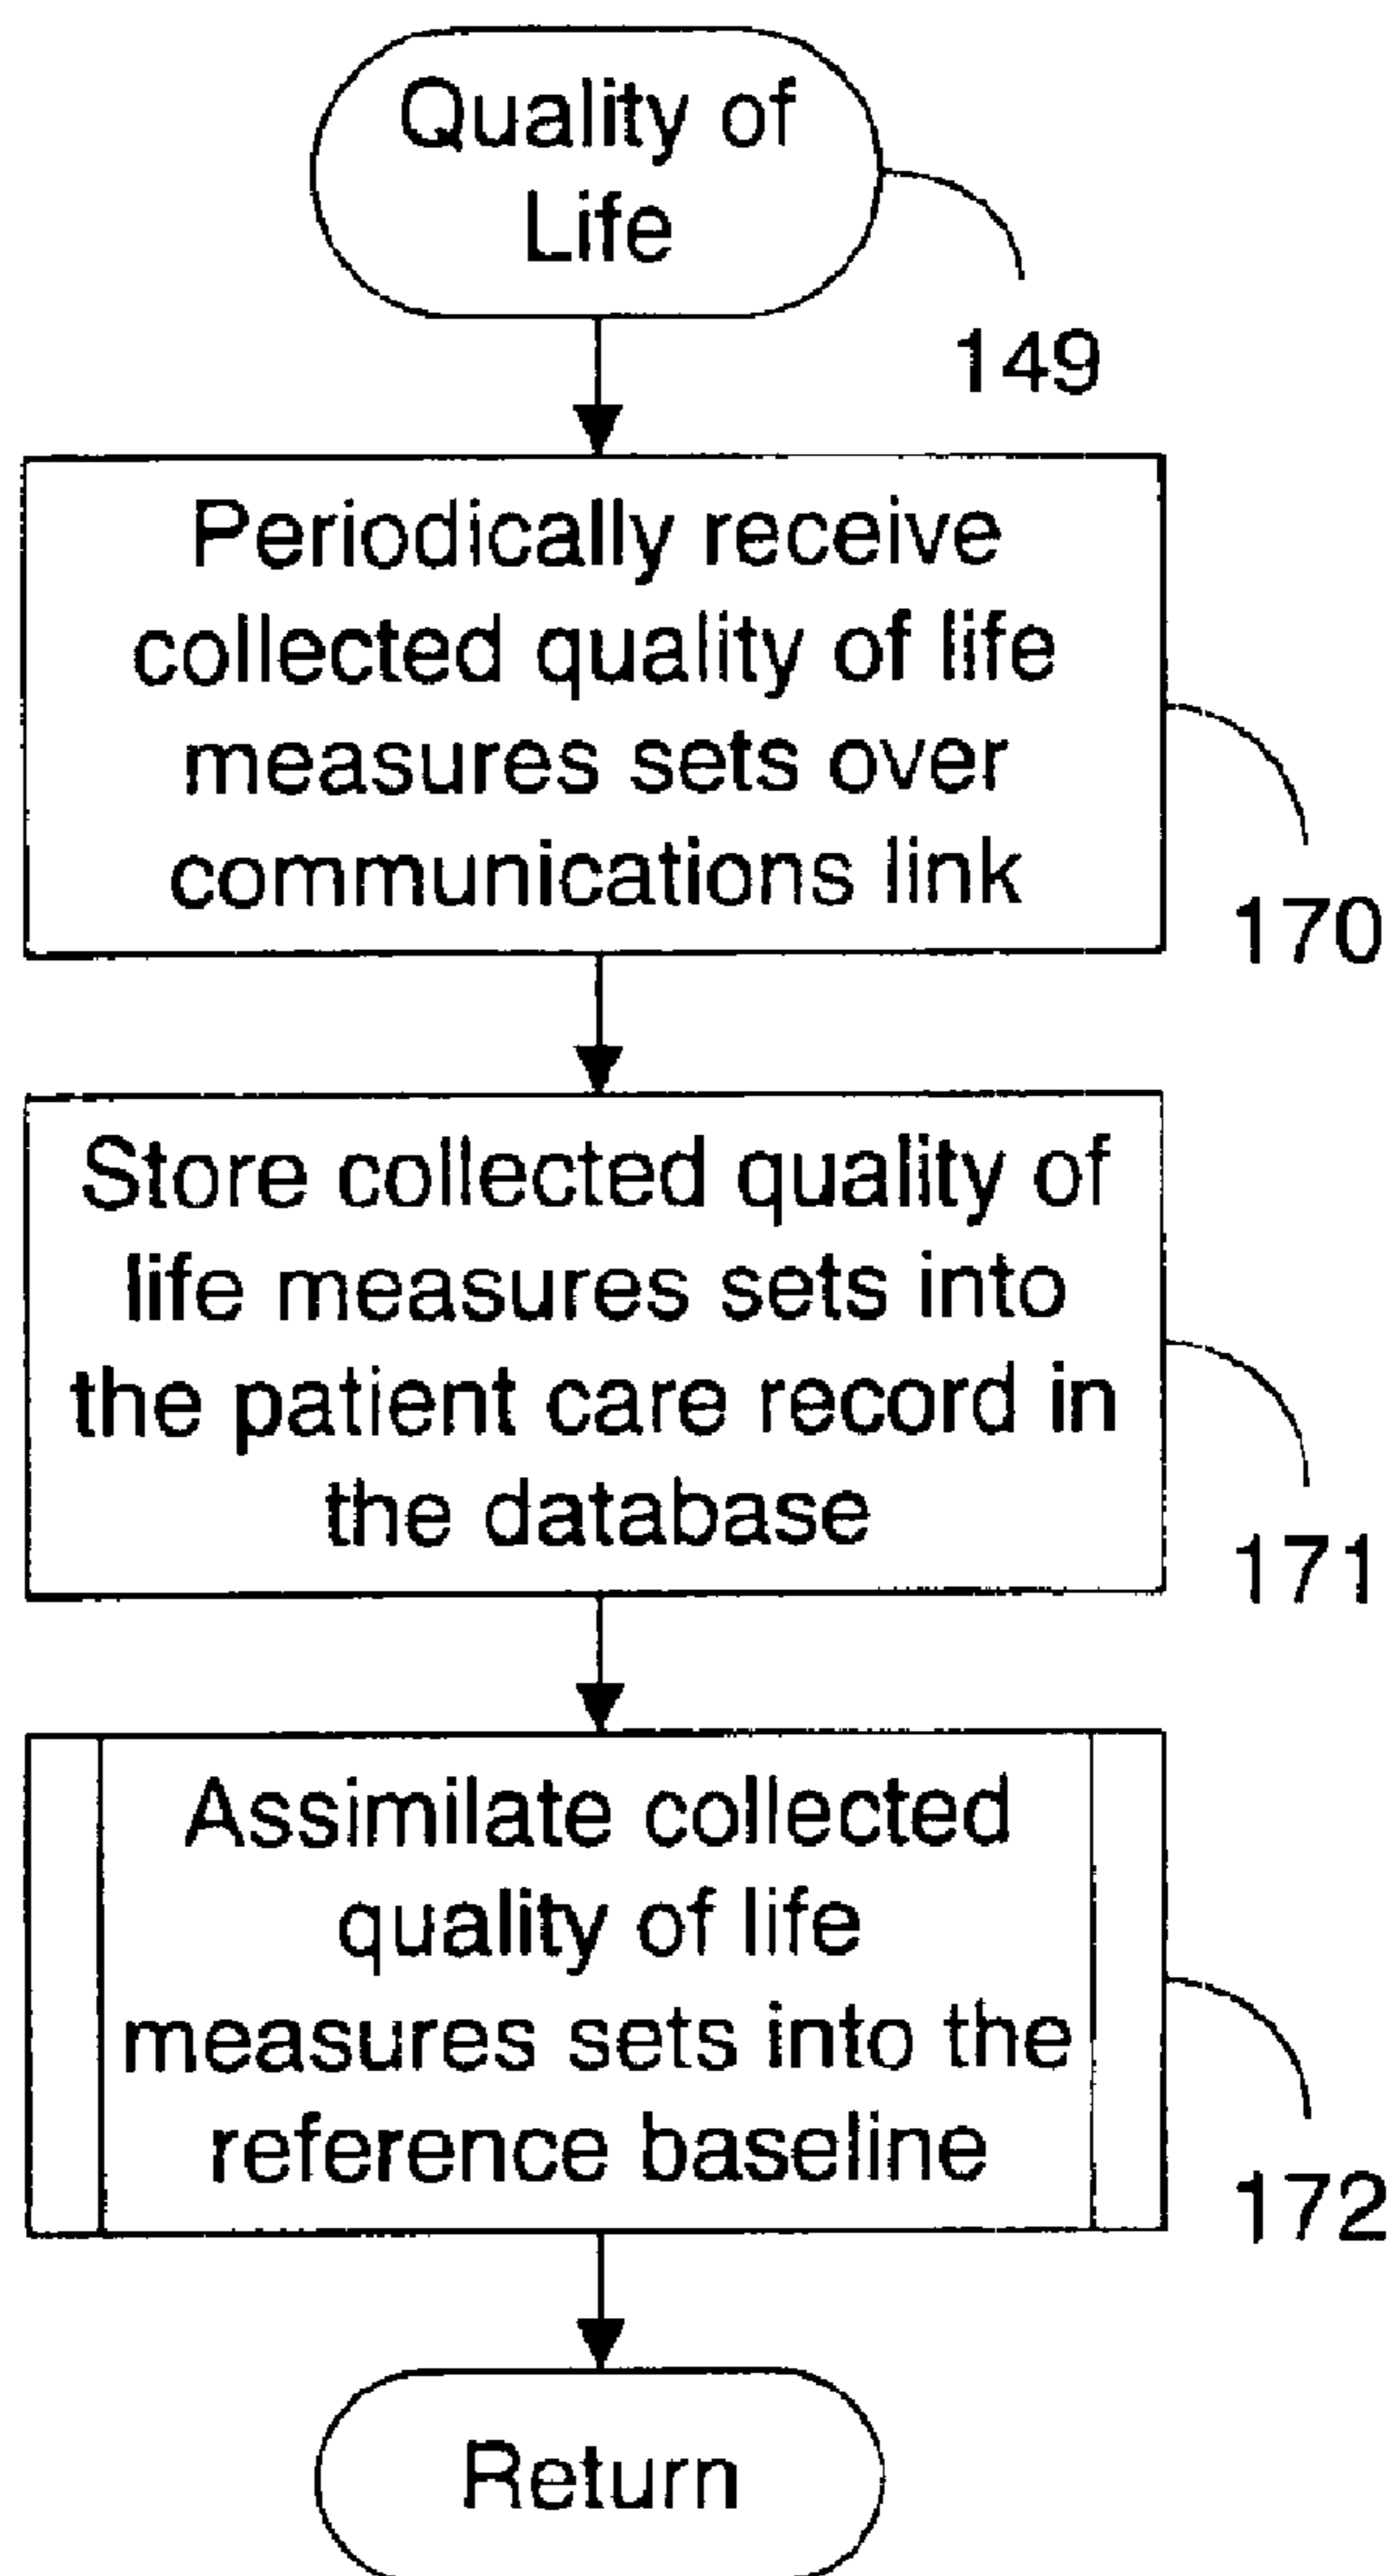 Quality of
Life
149
Periodically receive
collected quality of life
measures sets over
communications link
170
Store collected quality of
life measures sets into
the patient care record in
the database
171
Assimilate collected
quality of life
measures sets into the
reference baseline
172
Return